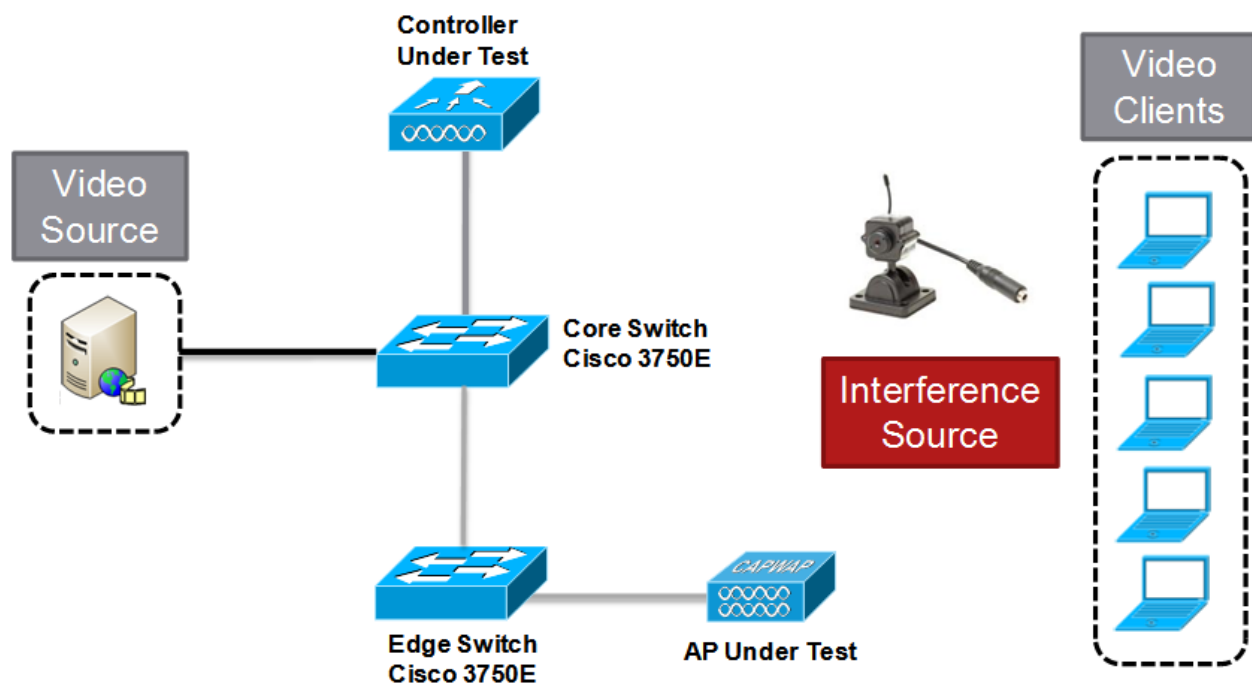 Controller
Under Test
Video
Clients
Video
Source
Core Switch
Cisco 3750E
Interference
Source
CAPWAP
Edge Switch
Cisco 3750E
AP Under Test